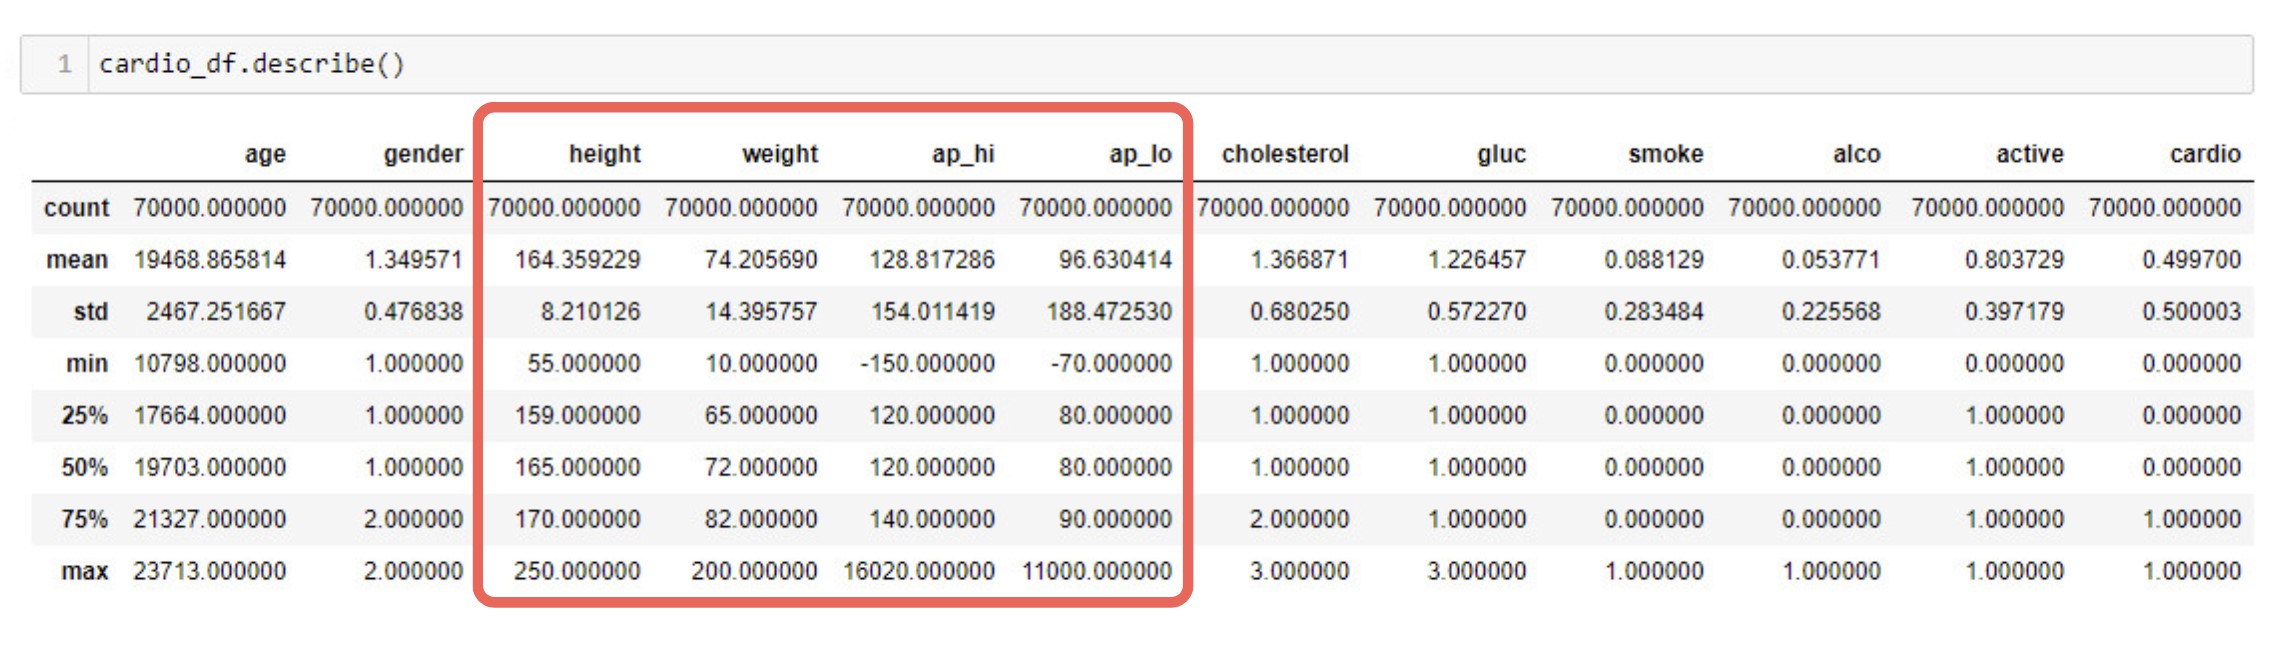 1 cardio_df.describe()
age gender height weight ap_hi ap_lo cholesterol gluc smoke alco active cardio
count 70000.000000 70000.000000 70000.000000 70000.000000 70000.000000 70000.000000 70000.000000 70000.000000 70000.000000 70000.000000 70000.000000 70000.000000
mean 19468.865814 1.349571 164.359229 74.205690 128.817286 96.630414 1.366871 1.226457 0.088129 0.053771 0.803729 0.499700
std 2467.251667 0.476838 8.210126 14.395757 154.011419 188.472530 0.680250 0.572270 0.283484 0.225568 0.397179 0.500003
min 10798.000000 1.000000 55.000000 10.000000 -150.000000 -70.000000 1.000000 1.000000 0.000000 0.000000 0.000000 0.000000
25% 17664.000000 1.000000 159.000000 65.000000 120.000000 80.000000 1.000000 1.000000 0.000000 0.000000 1.000000 0.000000
50% 19703.000000 1.000000 165.000000 72.000000 120.000000 80.000000 1.000000 1.000000 0.000000 0.000000 1.000000 0.000000
75% 21327.000000 2.000000 170.000000 82.000000 140.000000 90.000000 2.000000 1.000000 0.000000 0.000000 1.000000 1.000000
max 23713.000000 2.000000 250.000000 200.000000 16020.000000 11000.000000 3.000000 3.000000 1.000000 1.000000 1.000000 1.000000